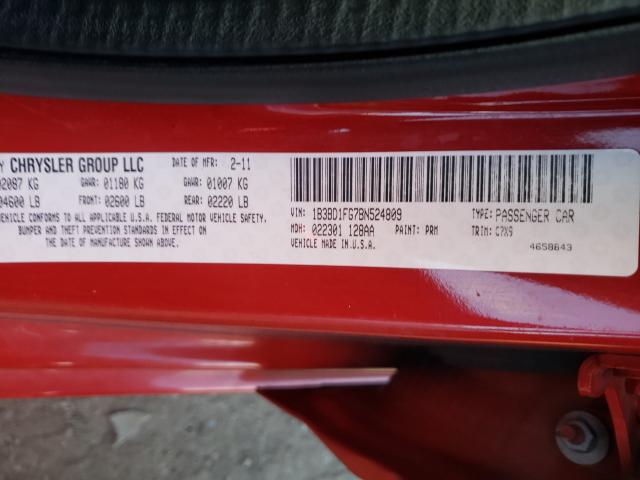 CHRYSLER GROUP LLC DATE OF MFR: 2-11
2087 KG GAWR: 01180 KG GAWR: 01007 KG
4600 LB FRONT: 02600 LB REAR: 02220 LB
VEHICLE CONFORMS TO ALL APPLICABLE U.S.A. FEDERAL MOTOR VEHICLE SAFETY,
BUMPER AND THEFT PREVENTION STANDARDS IN EFFECT ON
THE DATE OF MANUFACTURE SHOWN ABOVE.
VIN: 1B3BD1FG7BN524809 TYPE: PASSENGER CAR
MDH: 022301 128AA PAINT: PRM TRIM: C7X9
VEHICLE MADE IN U.S.A. 4658643